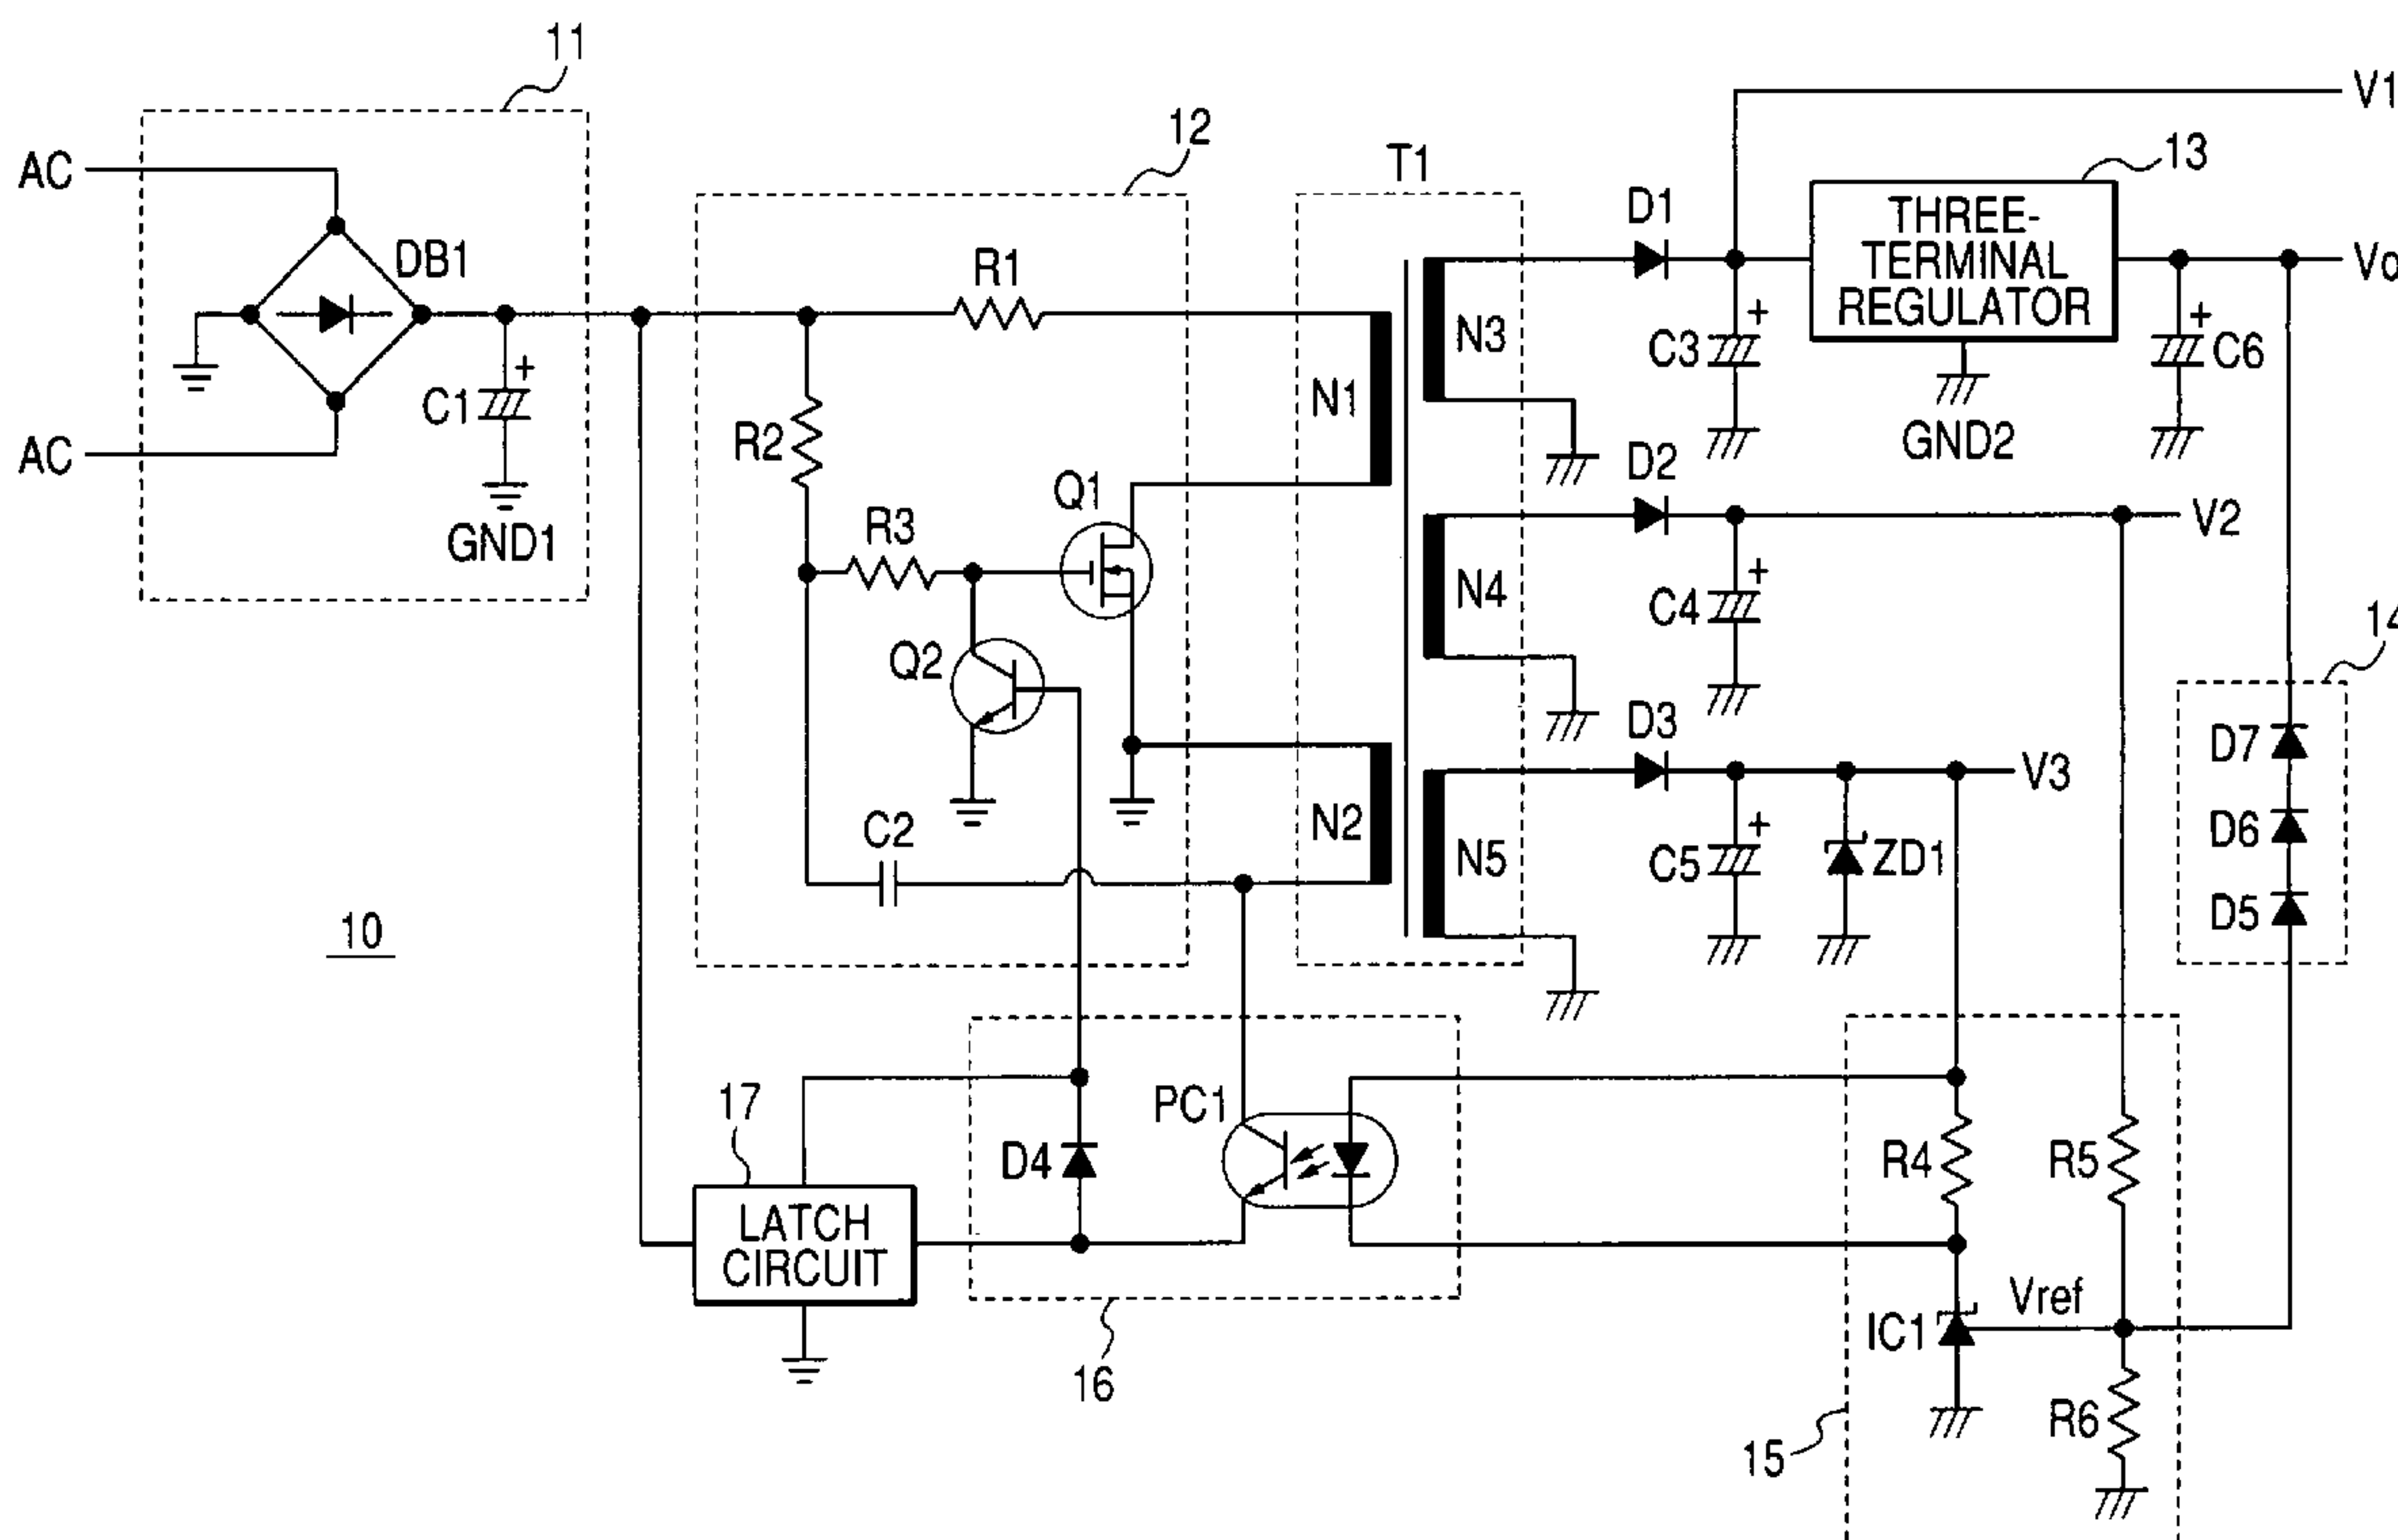 11
AC
DB1
C1
+
AC
GND1
12
R1
R2
R3
Q1
Q2
C2
T1
N1
N2
N3
N4
N5
D1
V1
13
THREE-
TERMINAL
REGULATOR
GND2
C3
+
C6
+
D2
V2
C4
+
D3
V3
C5
+
ZD1
14
D7
D6
D5
10
17
LATCH
CIRCUIT
D4
PC1
16
R4
R5
IC1
Vref
R6
15